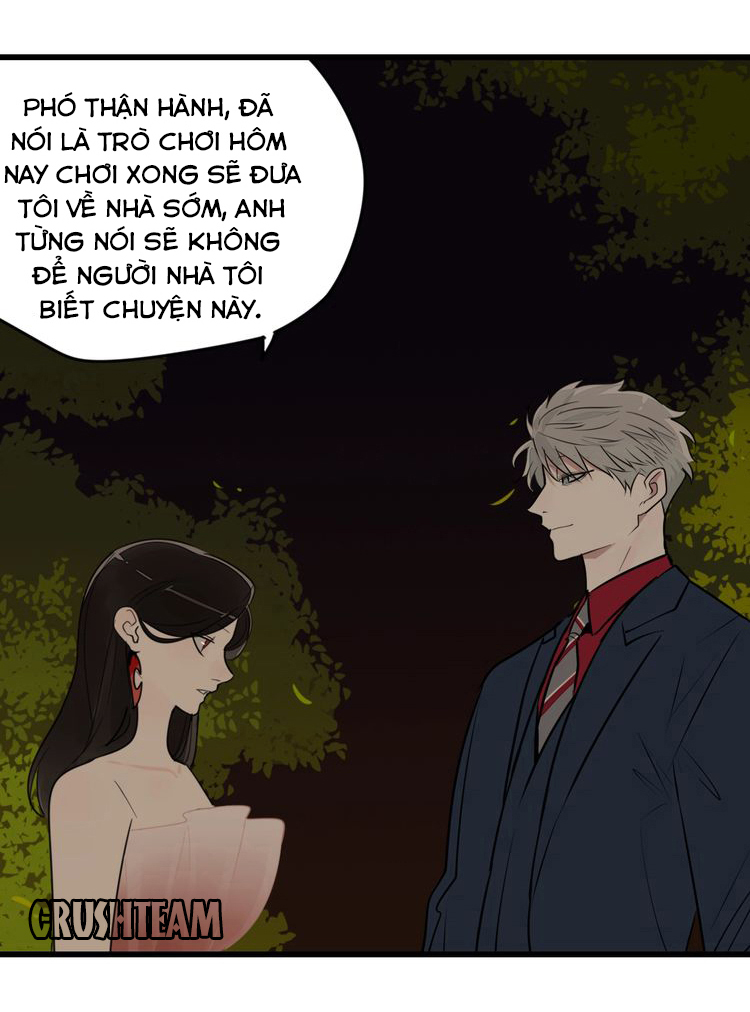 PHÓ THẬN HÀNH, ĐÃ
NÓI LÀ TRÒ CHƠI HÔM
NAY CHƠI XONG SẼ ĐƯA
TÔI VỀ NHÀ SỚM, ANH
TỪNG NÓI SẼ KHÔNG
ĐỂ NGƯỜI NHÀ TÔI
BIẾT CHUYỆN NÀY.
CRUSHTEAM